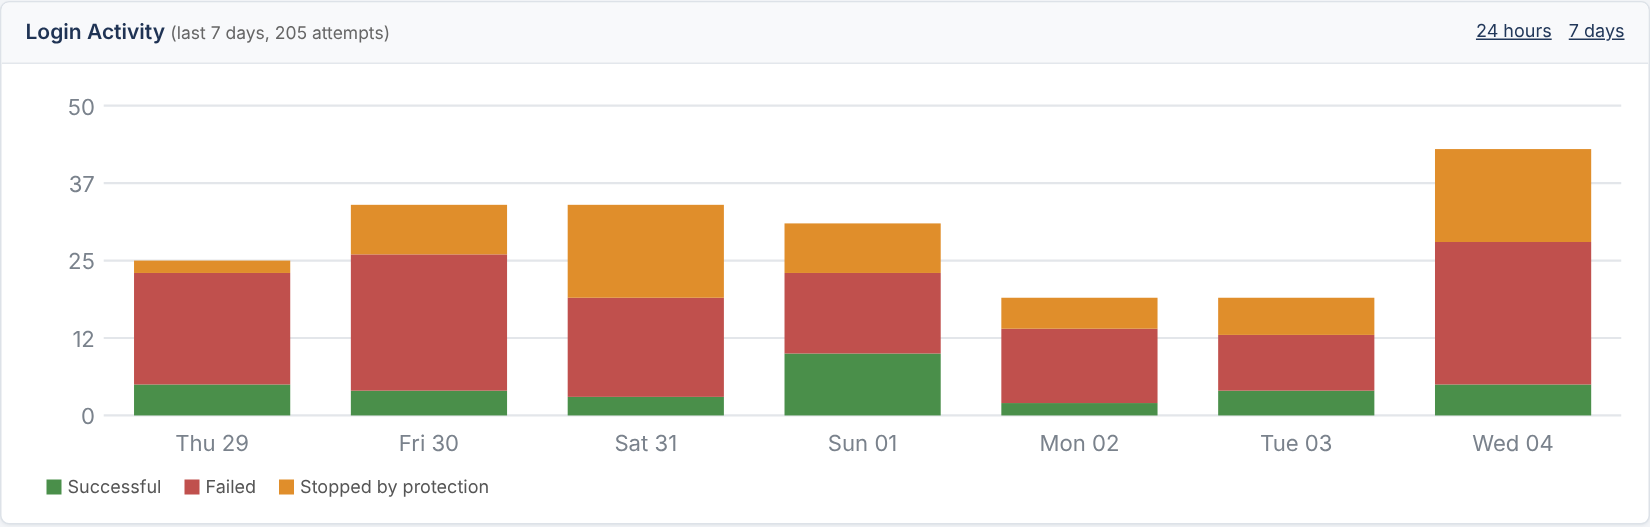 Login Activity (last 7 days, 205 attempts)
24 hours 7 days
50
37
25
12
0
Thu 29 Fri 30 Sat 31 Sun 01 Mon 02 Tue 03 Wed 04
Successful Failed Stopped by protection